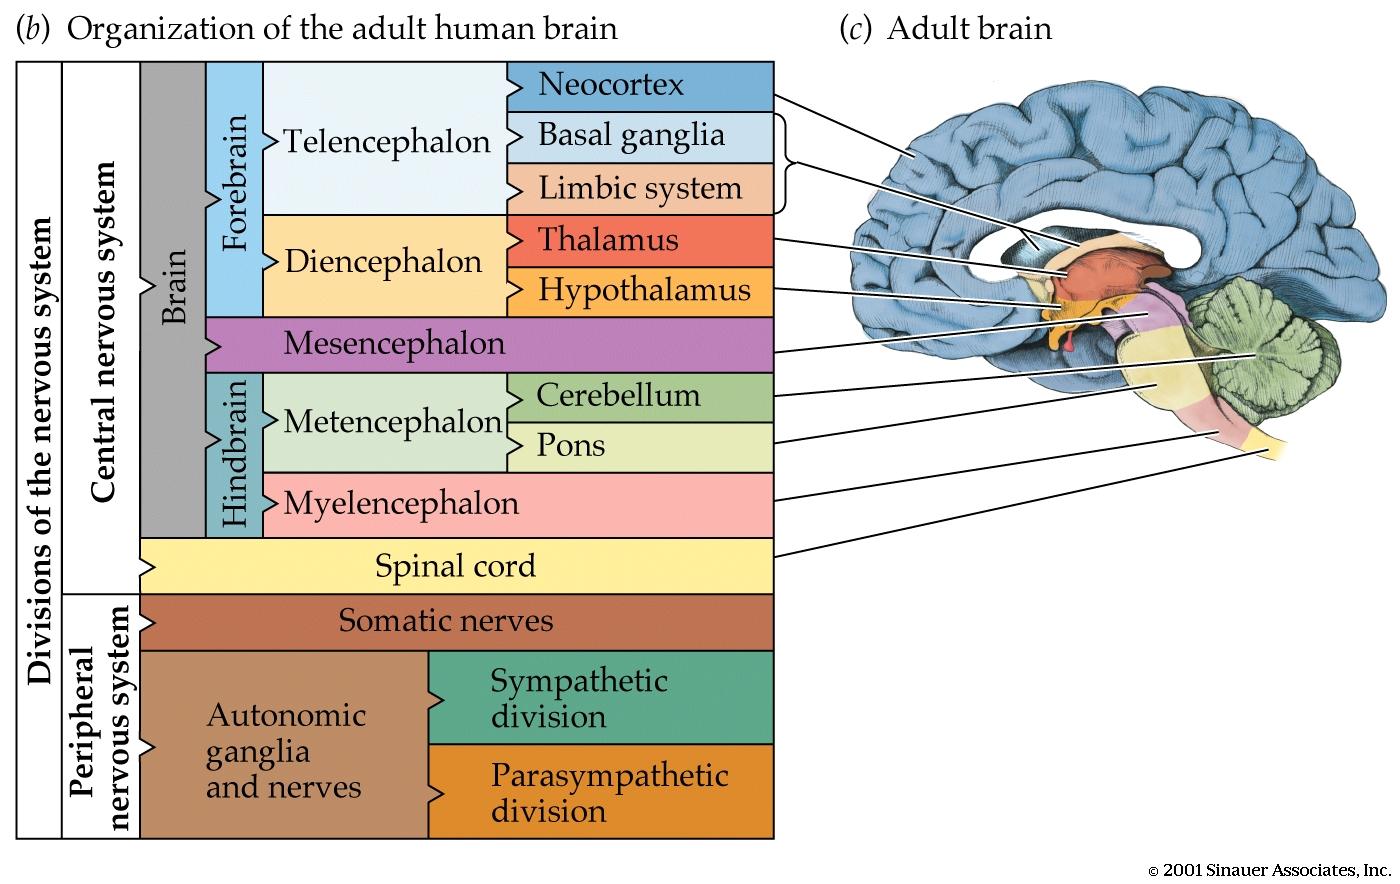 (b) Organization of the adult human brain
(c) Adult brain
Divisions of the nervous system
Central nervous system
Brain
Forebrain
Telencephalon
Neocortex
Basal ganglia
Limbic system
Diencephalon
Thalamus
Hypothalamus
Mesencephalon
Hindbrain
Metencephalon
Cerebellum
Pons
Myelencephalon
Spinal cord
Peripheral
nervous system
Somatic nerves
Autonomic
ganglia
and nerves
Sympathetic
division
Parasympathetic
division
© 2001 Sinauer Associates, Inc.